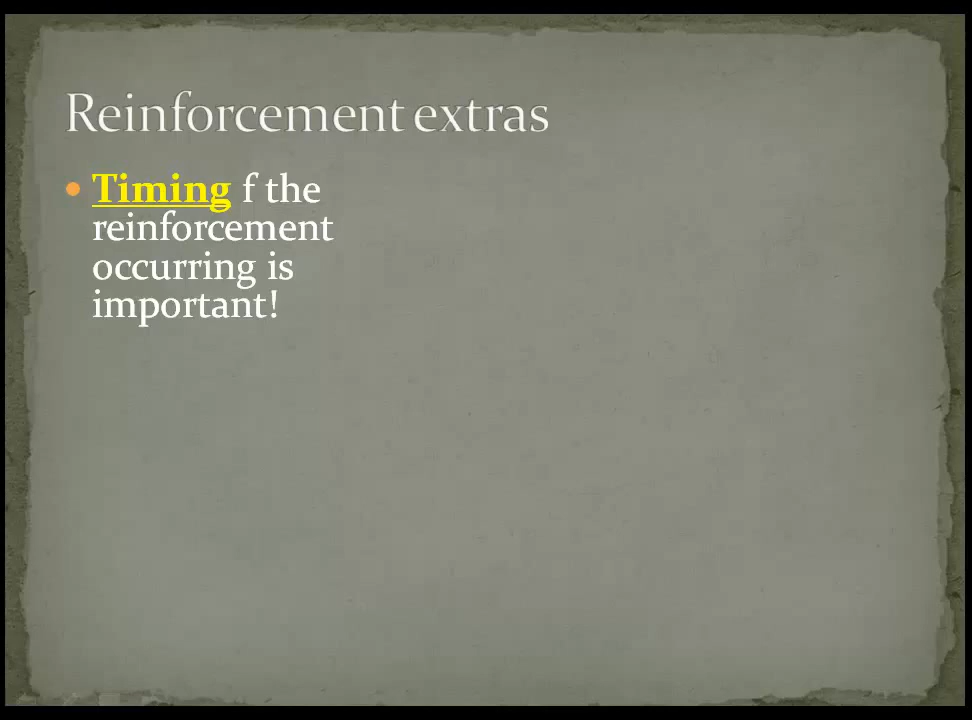 Reinforcement extras
• Timing f the
reinforcement
occurring is
important!